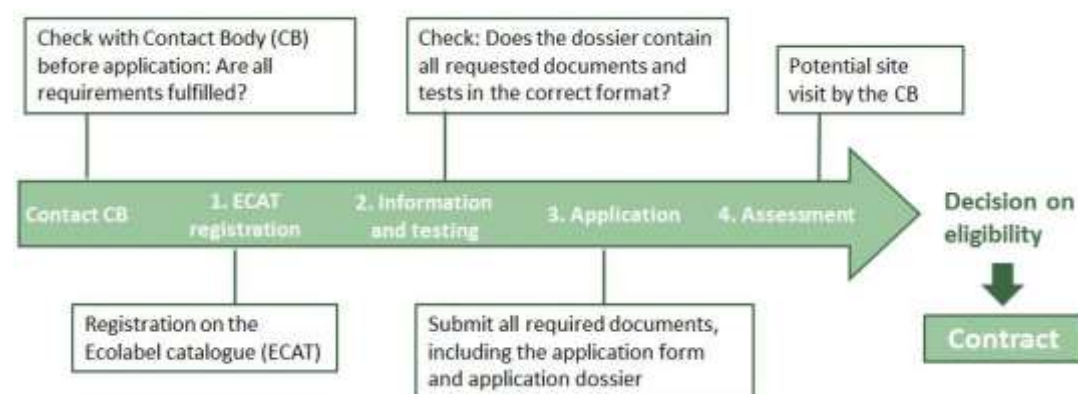 Check with Contact Body (CB)
before application: Are all
requirements fulfilled?
Check: Does the dossier contain
all requested documents and
tests in the correct format?
Potential site
visit by the CB
Contact CB
1. ECAT
registration
2. Information
and testing
3. Application
4. Assessment
Decision on
eligibility
Contract
Registration on the
Ecolabel catalogue (ECAT)
Submit all required documents,
including the application form
and application dossier